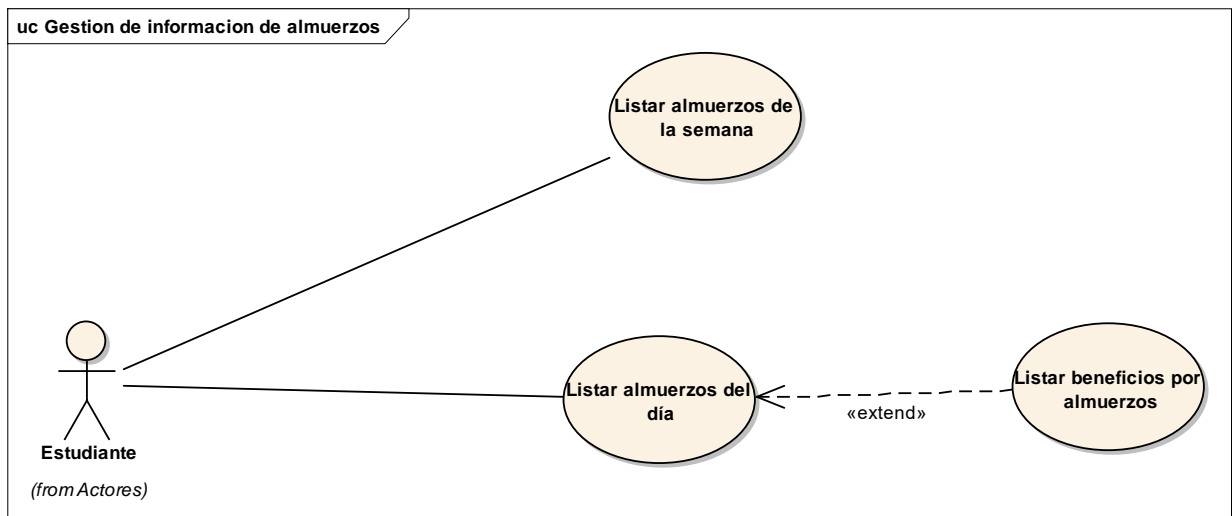 uc Gestion de informacion de almuerzos
Listar almuerzos de
la semana
Listar almuerzos del
día
«extend»
Listar beneficios por
almuerzos
Estudiante
(from Actores)